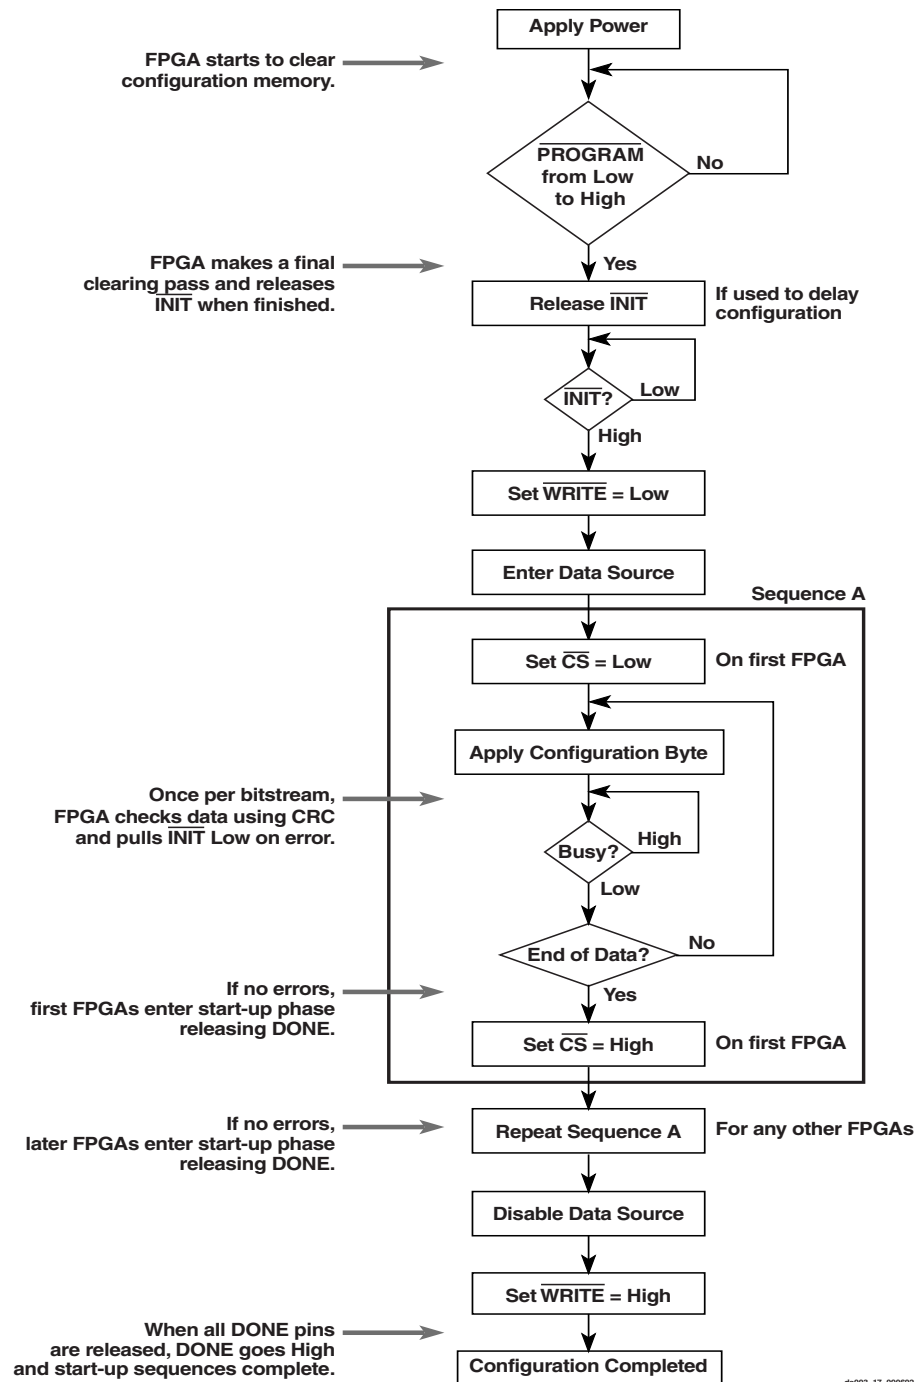 Apply Power
FPGA starts to clear
configuration memory.
PROGRAM
from Low
to High
No
Yes
FPGA makes a final
clearing pass and releases
INIT when finished.
Release INIT
If used to delay
configuration
INIT?
Low
High
Set WRITE = Low
Enter Data Source
Sequence A
Set CS = Low
On first FPGA
Apply Configuration Byte
Once per bitstream,
FPGA checks data using CRC
and pulls INIT Low on error.
Busy?
High
Low
End of Data?
No
Yes
If no errors,
first FPGAs enter start-up phase
releasing DONE.
Set CS = High
On first FPGA
If no errors,
later FPGAs enter start-up phase
releasing DONE.
Repeat Sequence A
For any other FPGAs
Disable Data Source
Set WRITE = High
When all DONE pins
are released, DONE goes High
and start-up sequences complete.
Configuration Completed